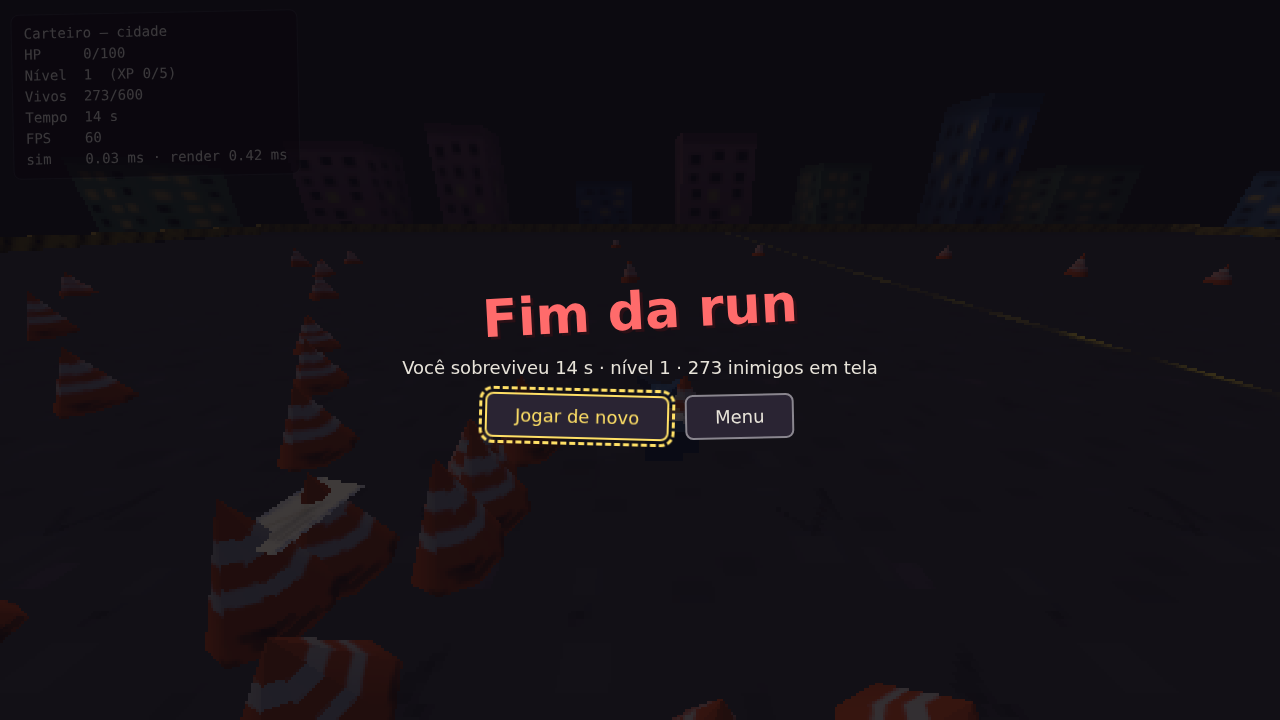 Carteiro — cidade
HP 0/100
Nível 1 (XP 0/5)
Vivos 273/600
Tempo 14 s
FPS 60
sim 0.03 ms · render 0.42 ms
Fim da run
Você sobreviveu 14 s · nível 1 · 273 inimigos em tela
Jogar de novo
Menu